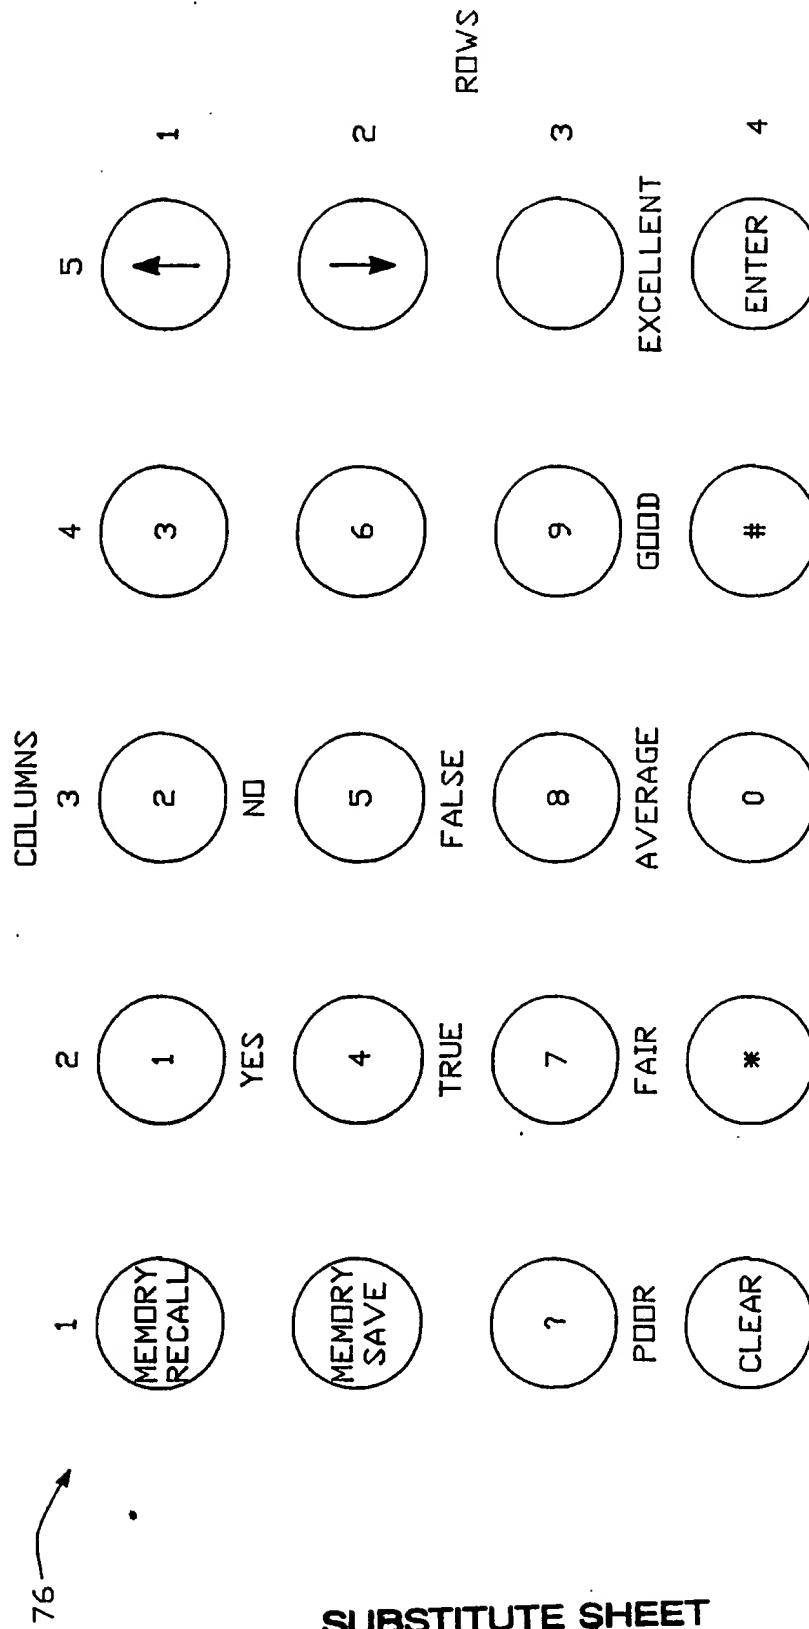 COLUMNS
76
1 2 3 4 5
MEMORY
RECALL
1 2 3 ↑ 1
YES NO
MEMORY
SAVE
4 5 6 ↓ 2
TRUE FALSE ROWS
? 7 8 9 3
POOR FAIR AVERAGE GOOD EXCELLENT
CLEAR * 0 # ENTER 4
SUBSTITUTE SHEET